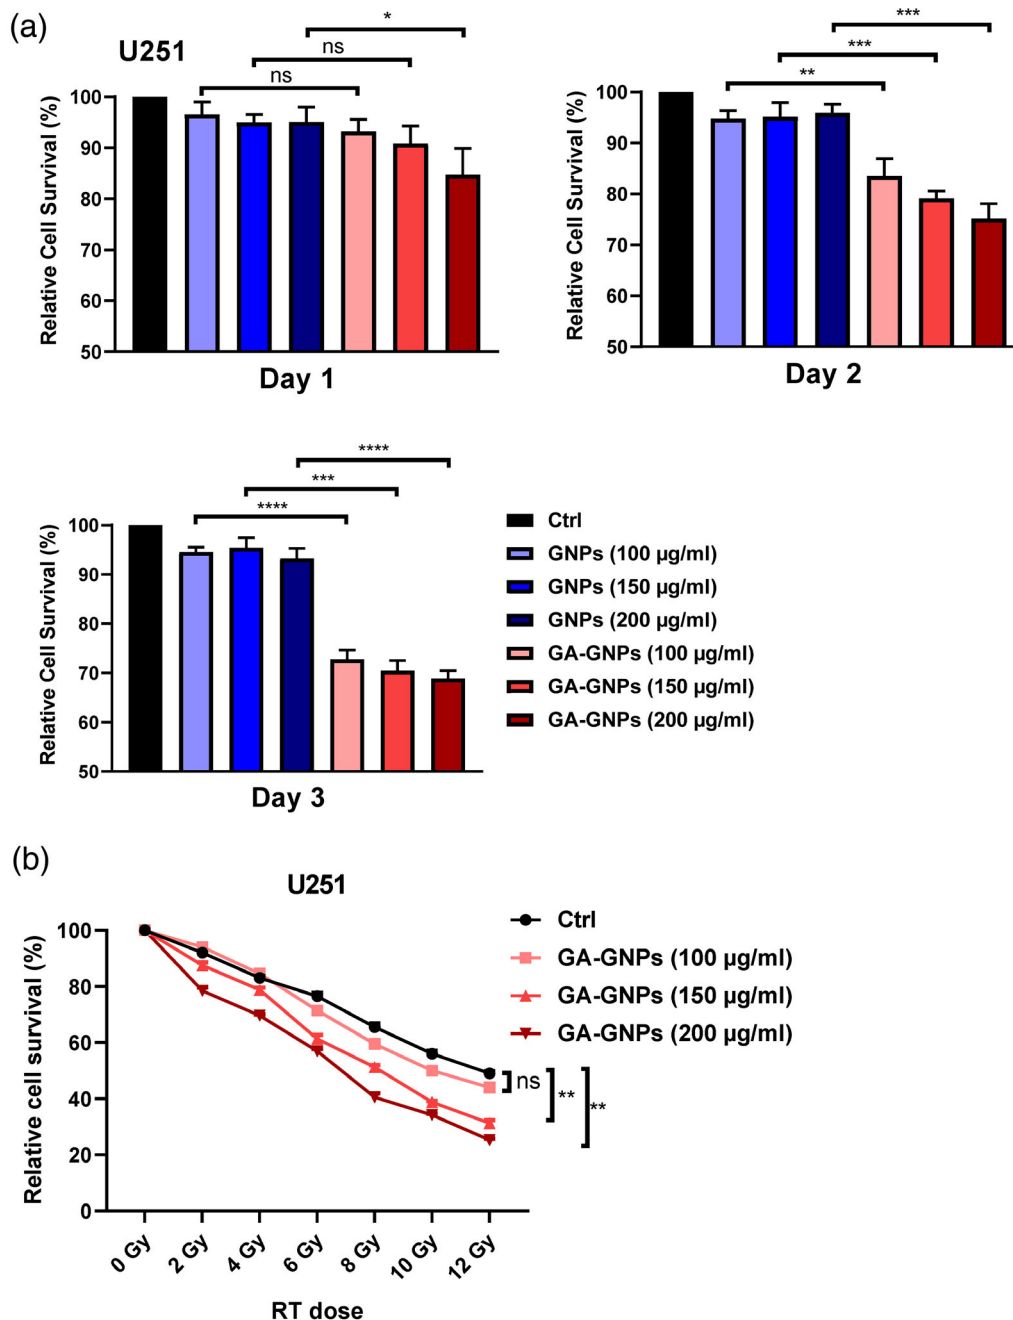 (a)
U251
*
ns
ns
Relative Cell Survival (%)
100
90
80
70
60
50
Day 1
***
***
**
Relative Cell Survival (%)
100
90
80
70
60
50
Day 2
****
***
****
Relative Cell Survival (%)
100
90
80
70
60
50
Day 3
Ctrl
GNPs (100 µg/ml)
GNPs (150 µg/ml)
GNPs (200 µg/ml)
GA-GNPs (100 µg/ml)
GA-GNPs (150 µg/ml)
GA-GNPs (200 µg/ml)
(b)
U251
Relative cell survival (%)
100
80
60
40
20
0
0 Gy
2 Gy
4 Gy
6 Gy
8 Gy
10 Gy
12 Gy
RT dose
Ctrl
GA-GNPs (100 µg/ml)
GA-GNPs (150 µg/ml)
GA-GNPs (200 µg/ml)
ns
**
**